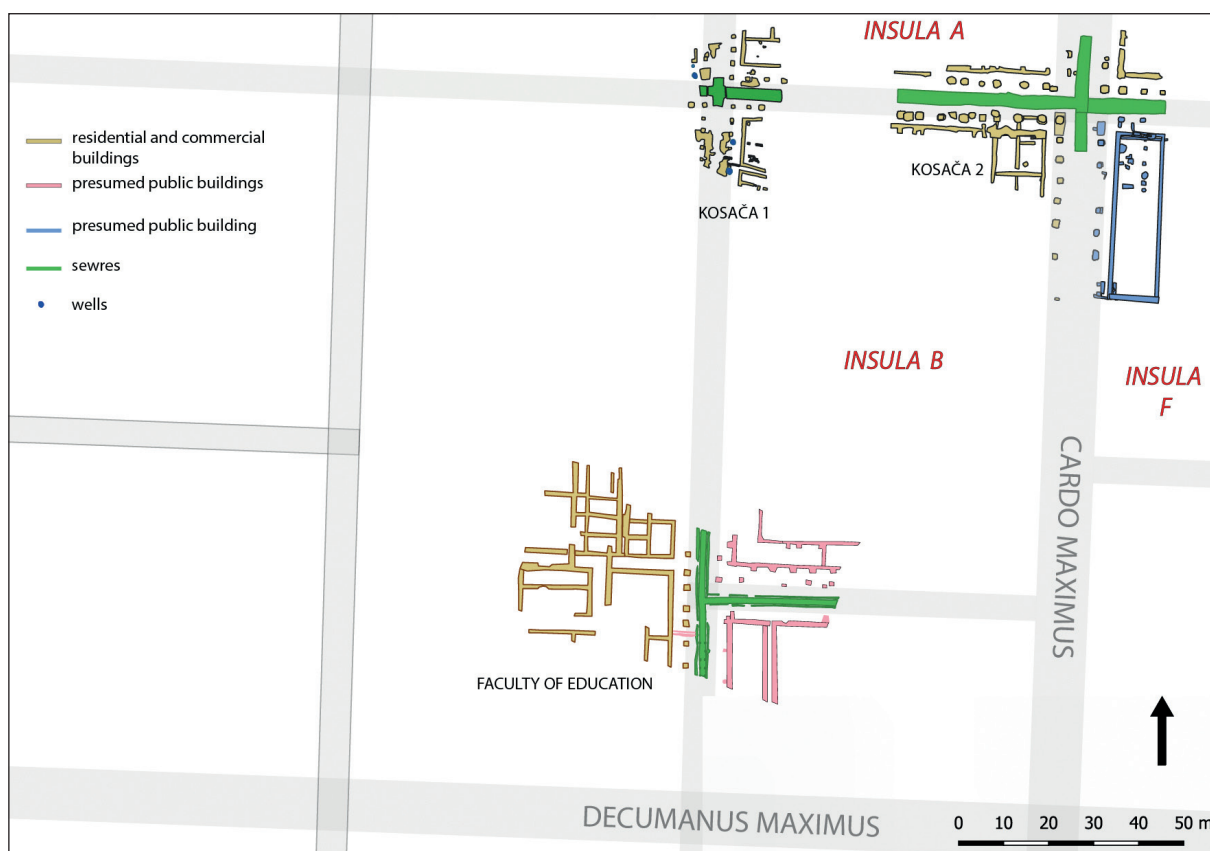 INSULA A
residential and commercial
buildings
presumed public buildings
presumed public building
sewres
wells
KOSAČA 1
KOSAČA 2
INSULA B
INSULA
F
CARDO MAXIMUS
FACULTY OF EDUCATION
DECUMANUS MAXIMUS
0 10 20 30 40 50 m